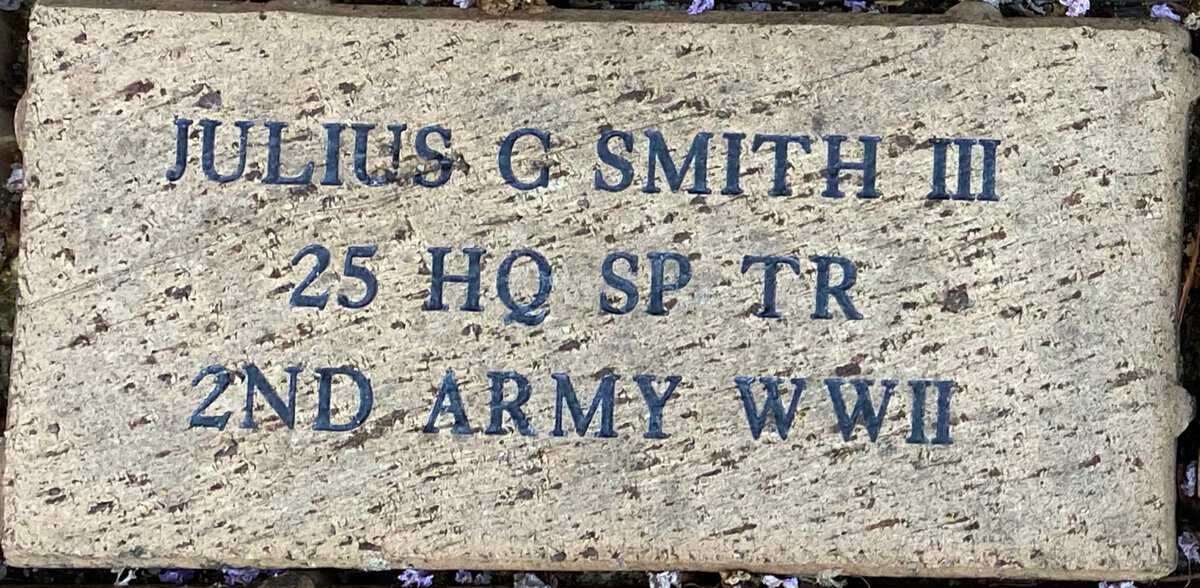 JULIUS G SMITH III
25 HQ SP TR
2ND ARMY WWII